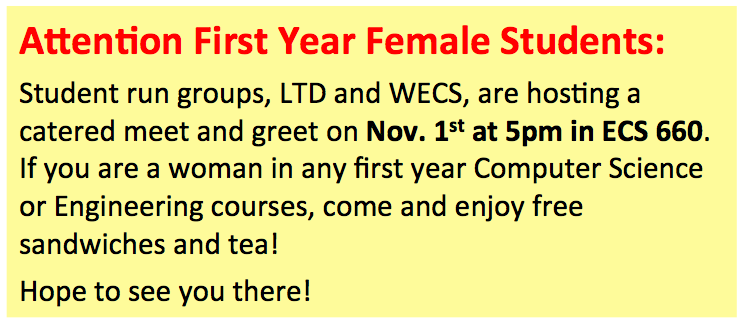 Attention First Year Female Students:
Student run groups, LTD and WECS, are hosting a
catered meet and greet on Nov. 1st at 5pm in ECS 660.
If you are a woman in any first year Computer Science
or Engineering courses, come and enjoy free
sandwiches and tea!
Hope to see you there!